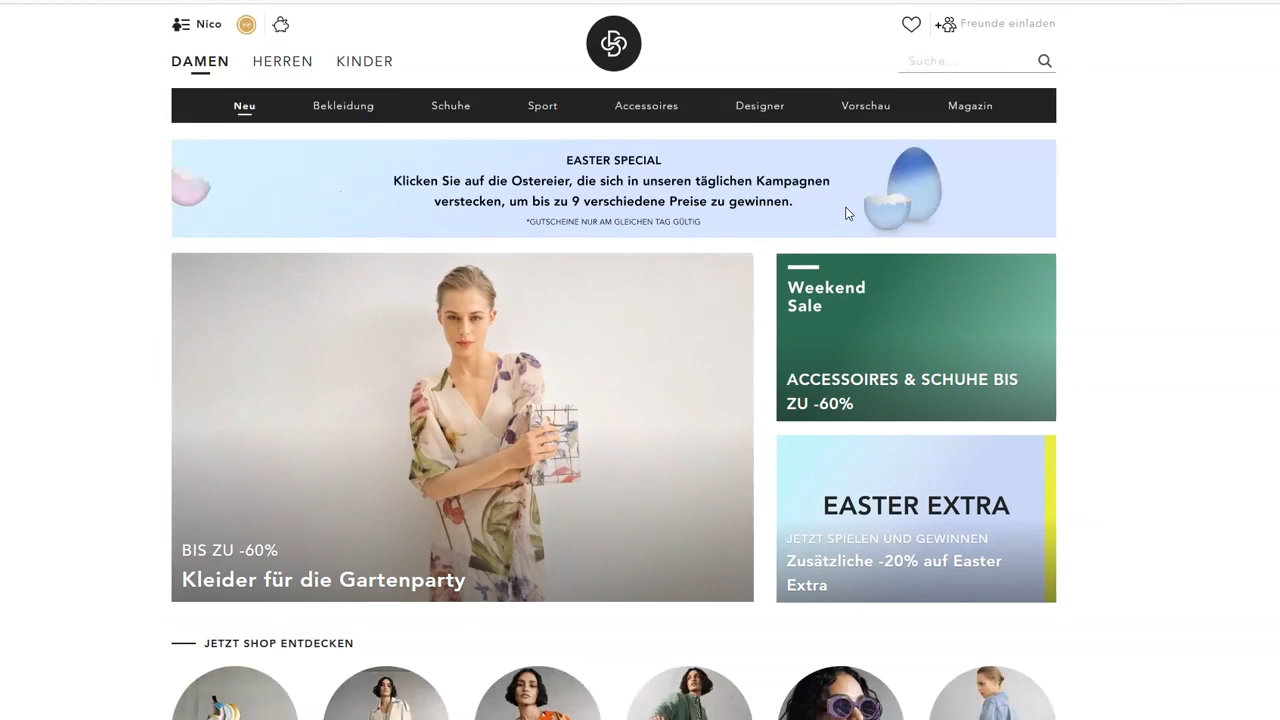 Nico
VIP
Freunde einladen
DAMEN HERREN KINDER
Suche. ..
Neu Bekleidung Schuhe Sport Accessoires Designer Vorschau Magazin
EASTER SPECIAL
Klicken Sie auf die Ostereier, die sich in unseren täglichen Kampagnen
verstecken, um bis zu 9 verschiedene Preise zu gewinnen.
*GUTSCHEINE NUR AM GLEICHEN TAG GÜLTIG
BIS ZU -60%
Kleider für die Gartenparty
Weekend
Sale
ACCESSOIRES & SCHUHE BIS
ZU -60%
EASTER EXTRA
JETZT SPIELEN UND GEWINNEN
Zusätzliche -20% auf Easter
Extra
JETZT SHOP ENTDECKEN